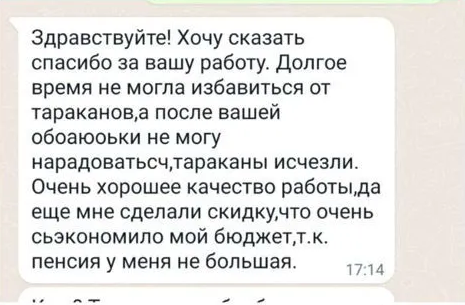 Здравствуйте! Хочу сказать
спасибо за вашу работу. Долгое
время не могла избавиться от
тараканов,а после вашей
обоаюоьки не могу
нарадоватьсч,тараканы исчезли.
Очень хорошее качество работы,да
еще мне сделали скидку,что очень
съэкономило мой бюджет,т.к.
пенсия у меня не большая.
17:14